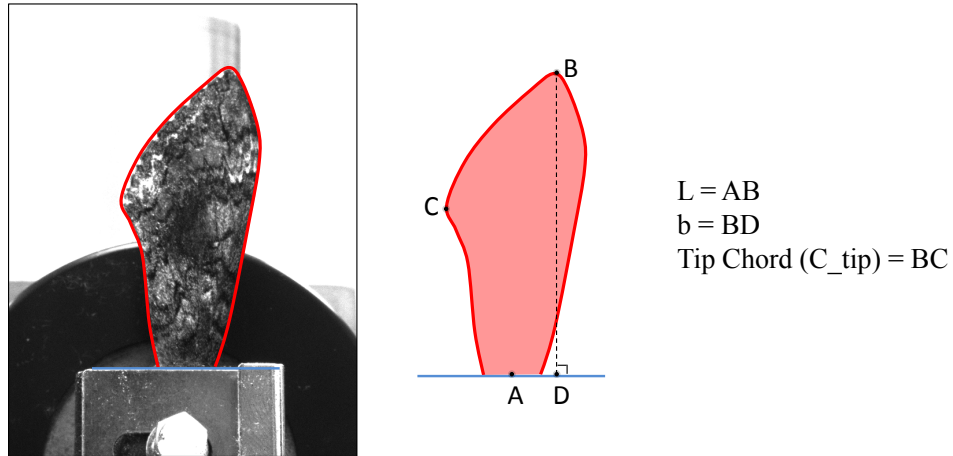 B
C
A
D
L = AB
b = BD
Tip Chord (C_tip) = BC